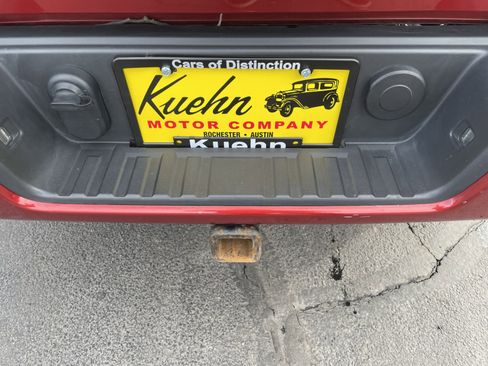 Cars of Distinction
Kuehn
MOTOR COMPANY
ROCHESTER • AUSTIN
Kuehn